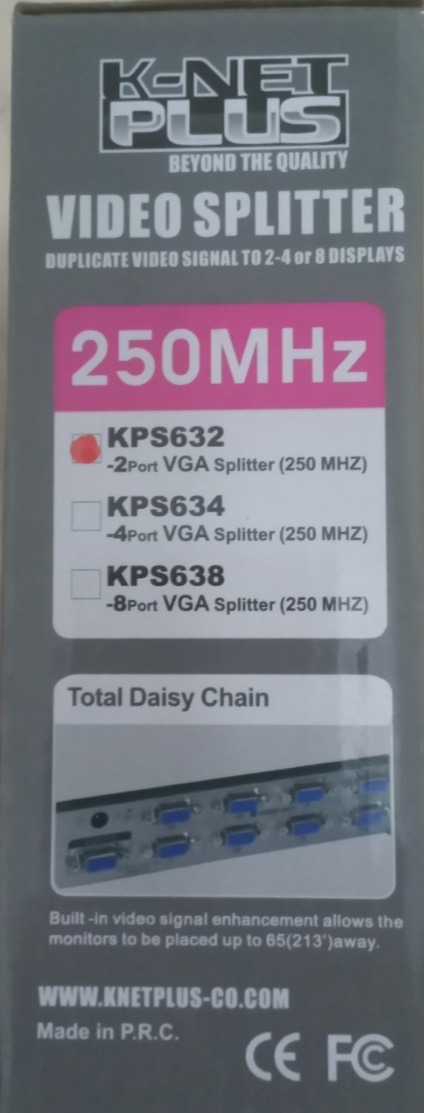 K-NET
PLUS
BEYOND THE QUALITY
VIDEO SPLITTER
DUPLICATE VIDEO SIGNAL TO 2-4 or 8 DISPLAYS
250MHz
KPS632
-2Port VGA Splitter (250 MHZ)
KPS634
-4Port VGA Splitter (250 MHZ)
KPS638
-8Port VGA Splitter (250 MHZ)
Total Daisy Chain
Built -in video signal enhancement allows the
monitors to be placed up to 65(213')away.
WWW.KNETPLUS-CO.COM
Made in P.R.C.
CE FC